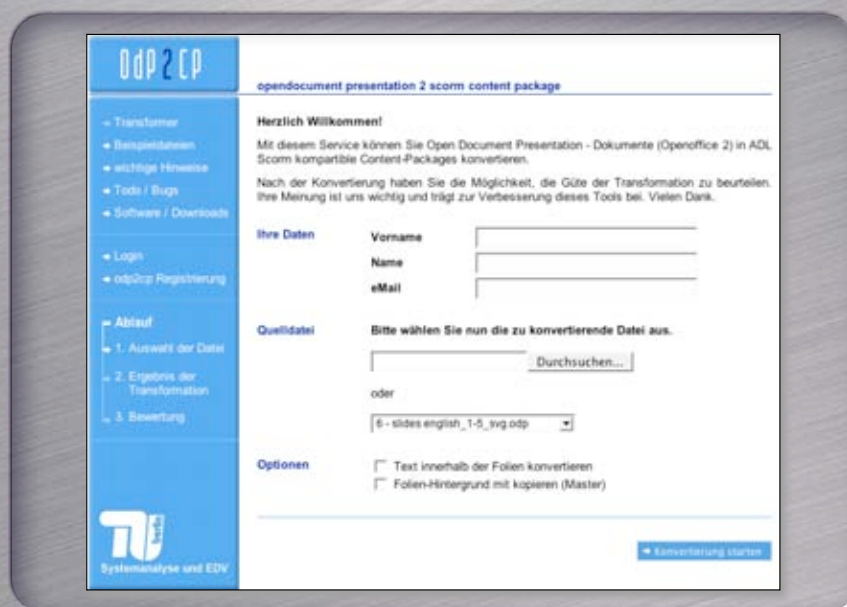 OdP2CP
opendocument presentation 2 scorm content package
Transformer
Beispieldateien
wichtige Hinweise
Todo / Bugs
Software / Downloads
Login
odp2cp Registrierung
Ablauf
1. Auswahl der Datei
2. Ergebnis der
Transformation
3. Bewertung
berlin
Systemanalyse und EDV
Herzlich Willkommen!
Mit diesem Service können Sie Open Document Presentation - Dokumente (Openoffice 2) in ADL
Scorm kompartible Content-Packages konvertieren.
Nach der Konvertierung haben Sie die Möglichkeit, die Güte der Transformation zu beurteilen.
Ihre Meinung ist uns wichtig und trägt zur Verbesserung dieses Tools bei. Vielen Dank.
Ihre Daten
Vorname
Name
eMail
Quelldatei
Bitte wählen Sie nun die zu konvertierende Datei aus.
Durchsuchen...
oder
6 - slides english_1-5_svg.odp
Optionen
Text innerhalb der Folien konvertieren
Folien-Hintergrund mit kopieren (Master)
Konvertierung starten